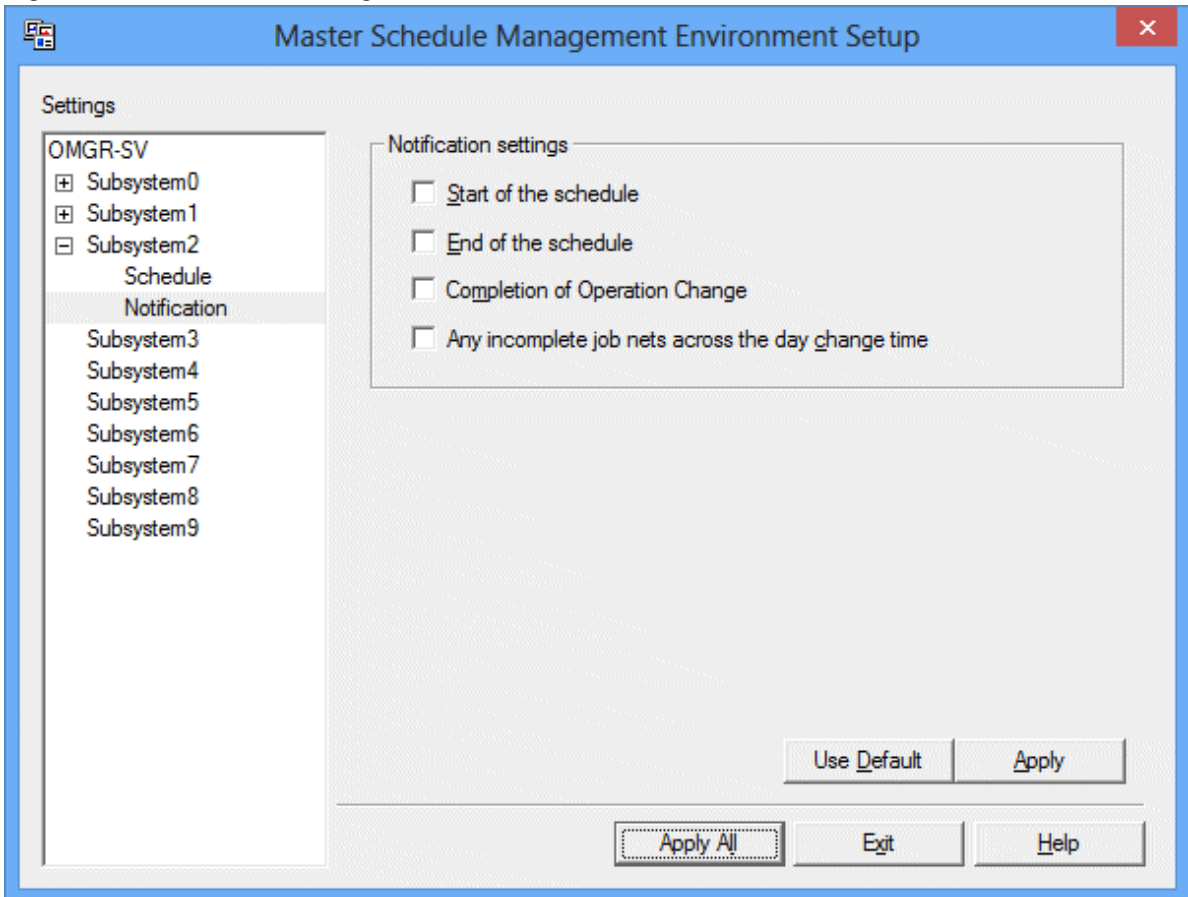 Master Schedule Management Environment Setup
Settings
OMGR-SV
Subsystem0
Subsystem1
Subsystem2
Schedule
Notification
Subsystem3
Subsystem4
Subsystem5
Subsystem6
Subsystem7
Subsystem8
Subsystem9
Notification settings
Start of the schedule
End of the schedule
Completion of Operation Change
Any incomplete job nets across the day change time
Use Default
Apply
Apply All
Exit
Help